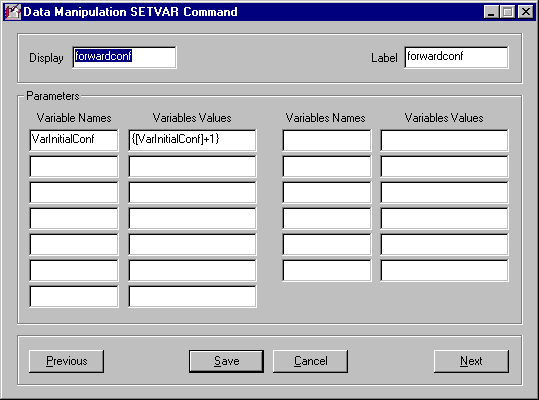 Data Manipulation SETVAR Command
Display forwardconf Label forwardconf
Parameters
Variable Names Variables Values Variables Names Variables Values
VarInitialConf {[VarInitialConf]+1}
Previous Save Cancel Next